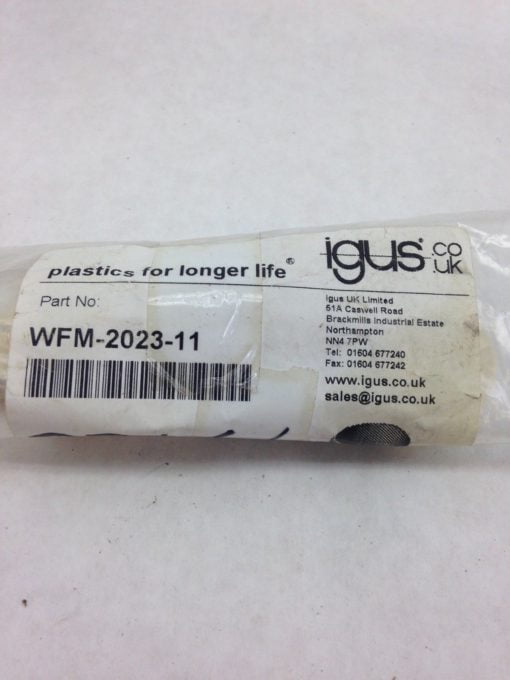 plastics for longer life®
igus® .co.uk
Part No:
WFM-2023-11
igus UK Limited
51A Caswell Road
Brackmills Industrial Estate
Northampton
NN4 7PW
Tel: 01604 677240
Fax: 01604 677242
www.igus.co.uk
sales@igus.co.uk